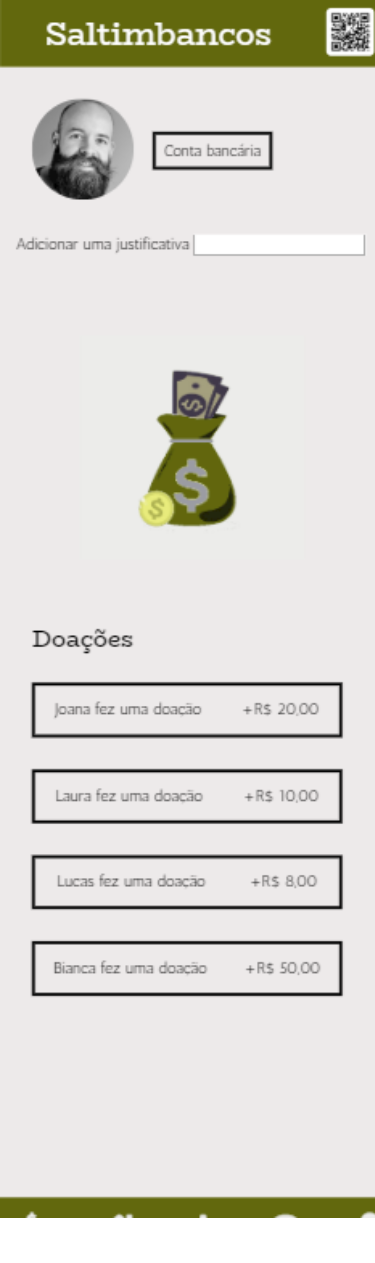 Saltimbancos
Conta bancária
Adicionar uma justificativa
$
$
$
Doações
Joana fez uma doação +R$ 20,00
Laura fez uma doação +R$ 10,00
Lucas fez uma doação +R$ 8,00
Bianca fez uma doação +R$ 50,00